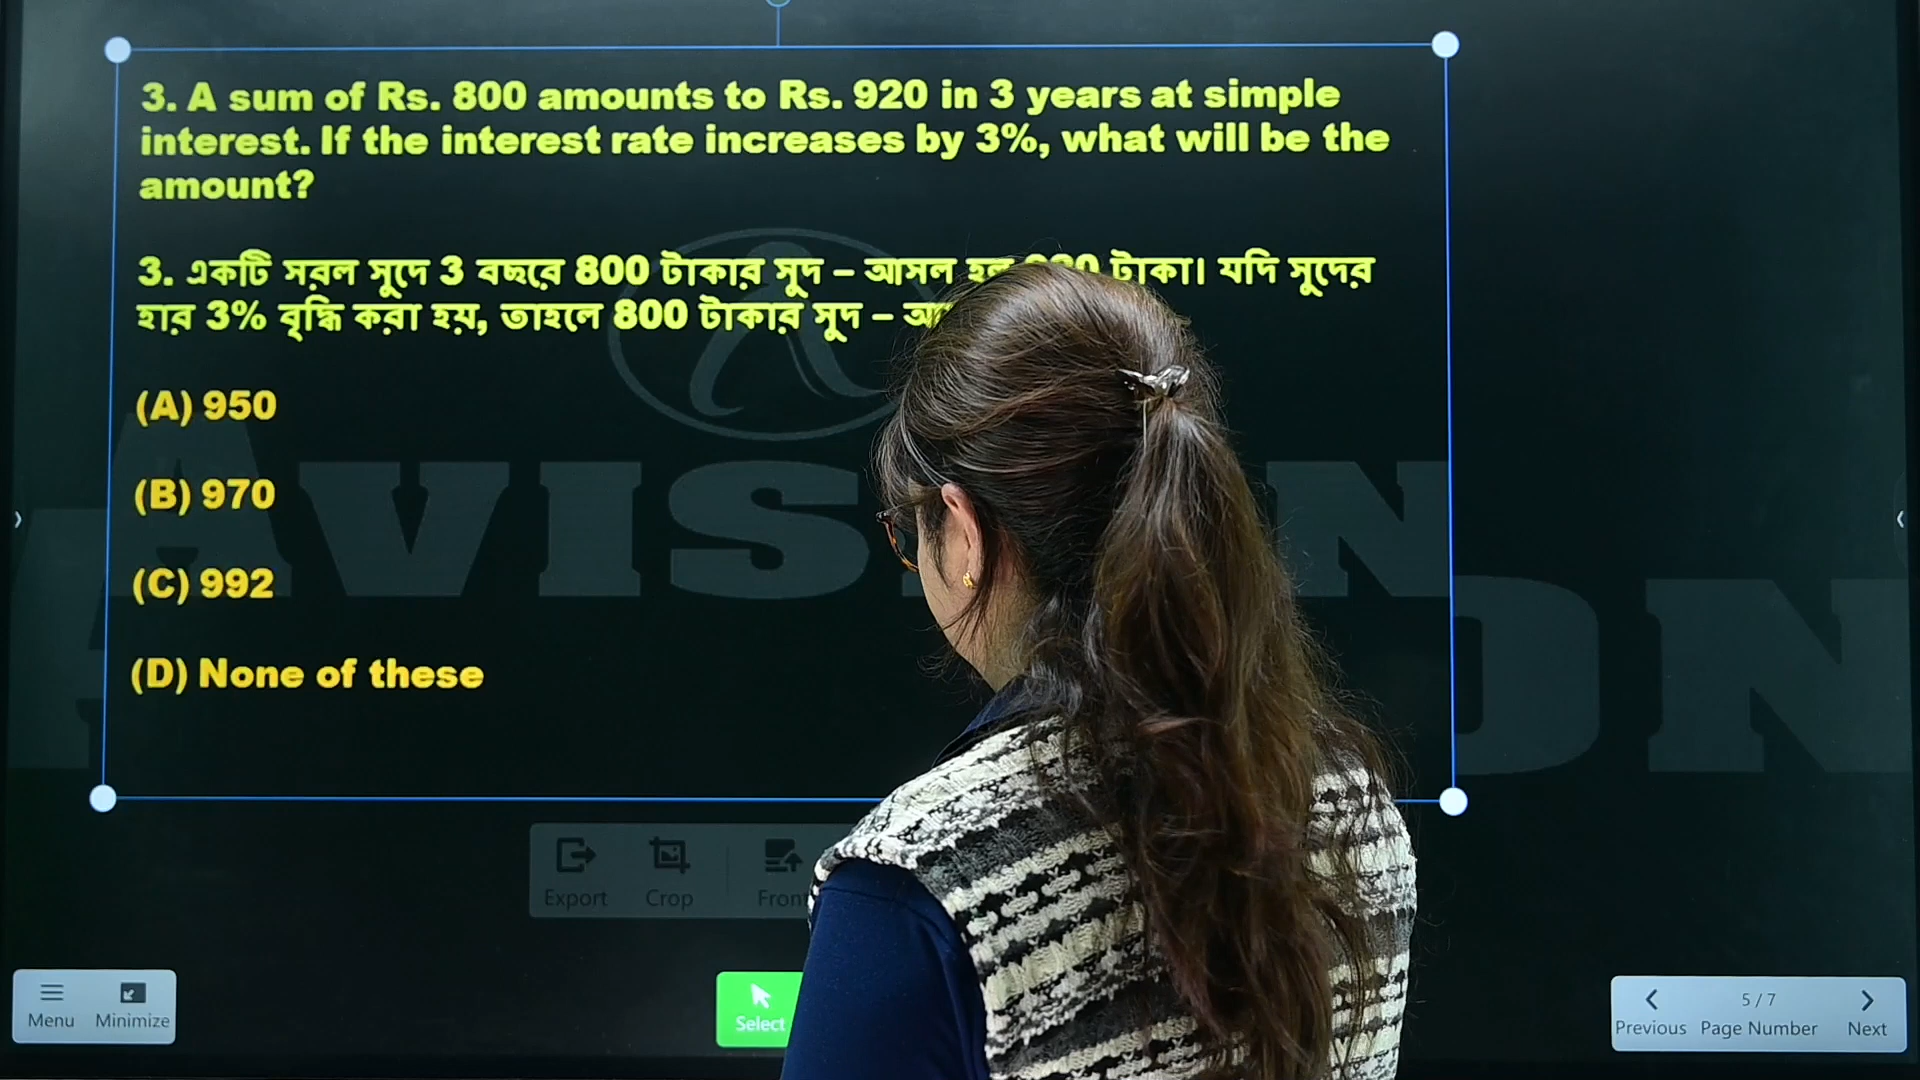 3. A sum of Rs. 800 amounts to Rs. 920 in 3 years at simple
interest. If the interest rate increases by 3%, what will be the
amount?
3. একটি সরল সুদে 3 বছরে 800 টাকার সুদ – আসল হল টাকা। যদি সুদের
হার 3% বৃদ্ধি করা হয়, তাহলে 800 টাকার সুদ –
(A) 950
(B) 970
(C) 992
(D) None of these
Export Crop Front
Menu Minimize
Select
5 / 7
Previous Page Number Next